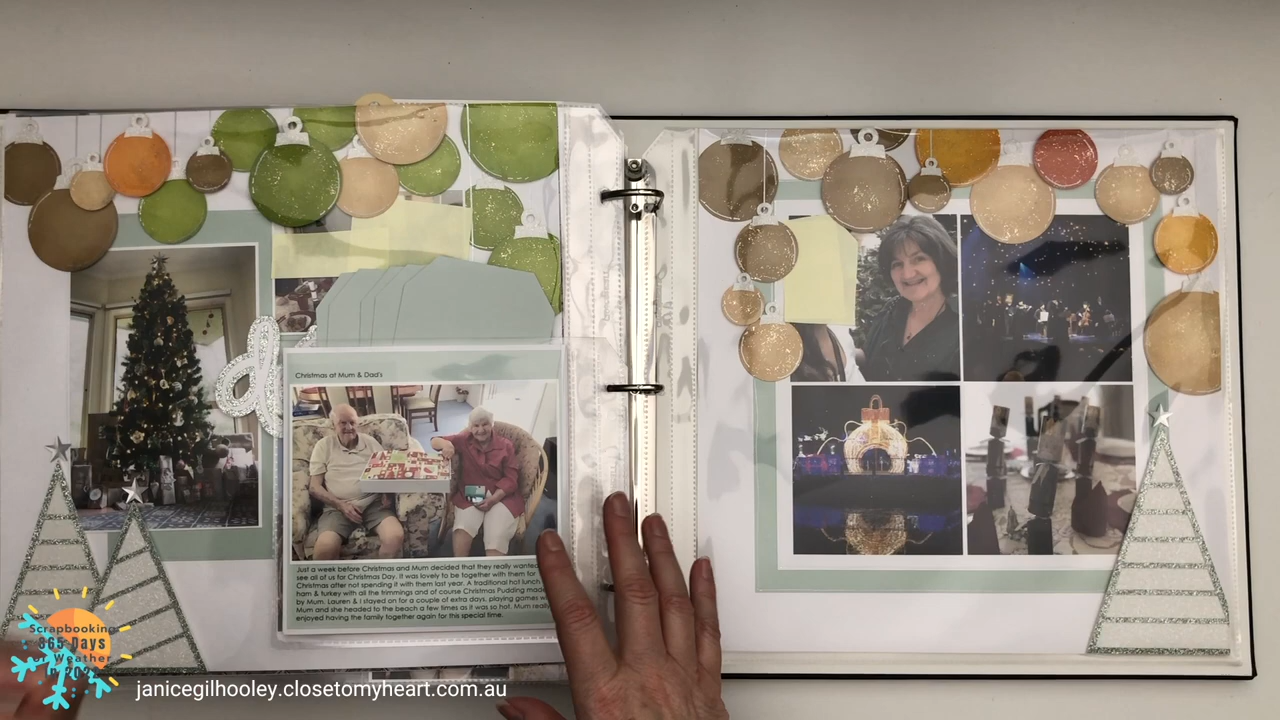 Christmas at Mum & Dad's
Just a week before Christmas and Mum decided that they really wanted
see all of us for Christmas Day. It was lovely to be together with them for
Christmas after not spending it with them last year. A traditional hot lunch
ham & turkey with all the trimmings and of course Christmas Pudding made
by Mum. Lauren & I stayed on for a couple of extra days, playing games w
Mum and she headed to the beach a few times as it was so hot. Mum really
enjoyed having the family together again for this special time.
Scrapbooking
365 Days
of Weather
janicegilhooley.closetomyheart.com.au